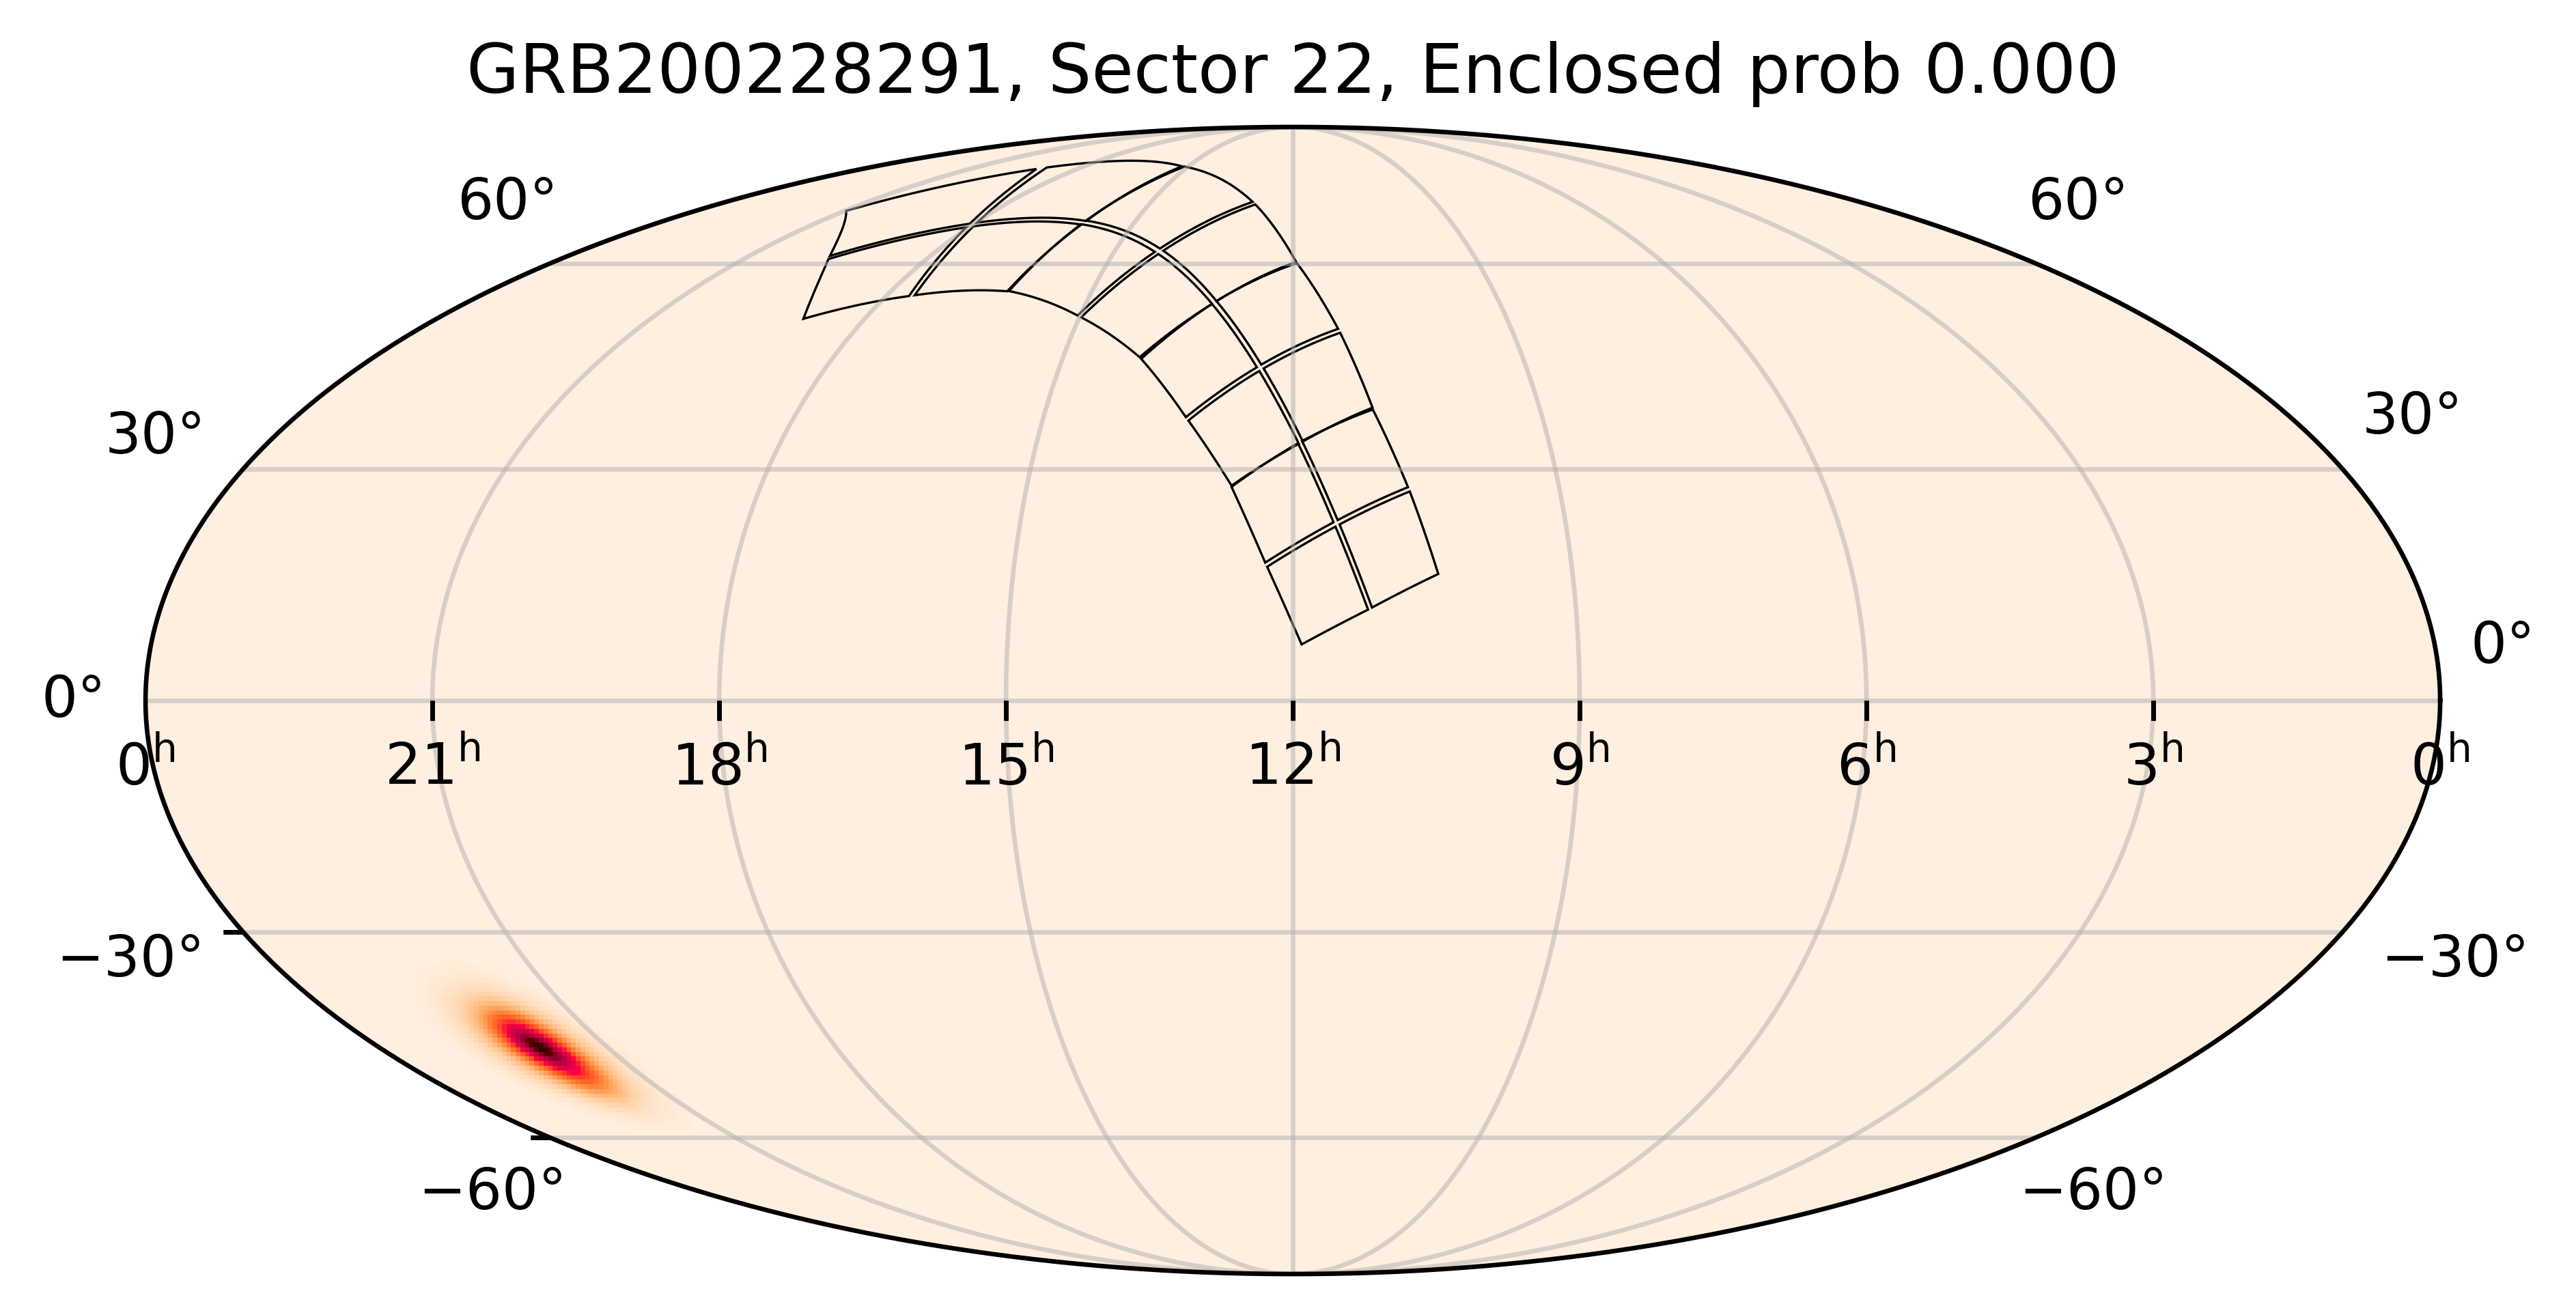 GRB200228291, Sector 22, Enclosed prob 0.000
60° 60°
30° 30°
0° 0°
0ʰ 21ʰ 18ʰ 15ʰ 12ʰ 9ʰ 6ʰ 3ʰ 0ʰ
−30° −30°
−60° −60°